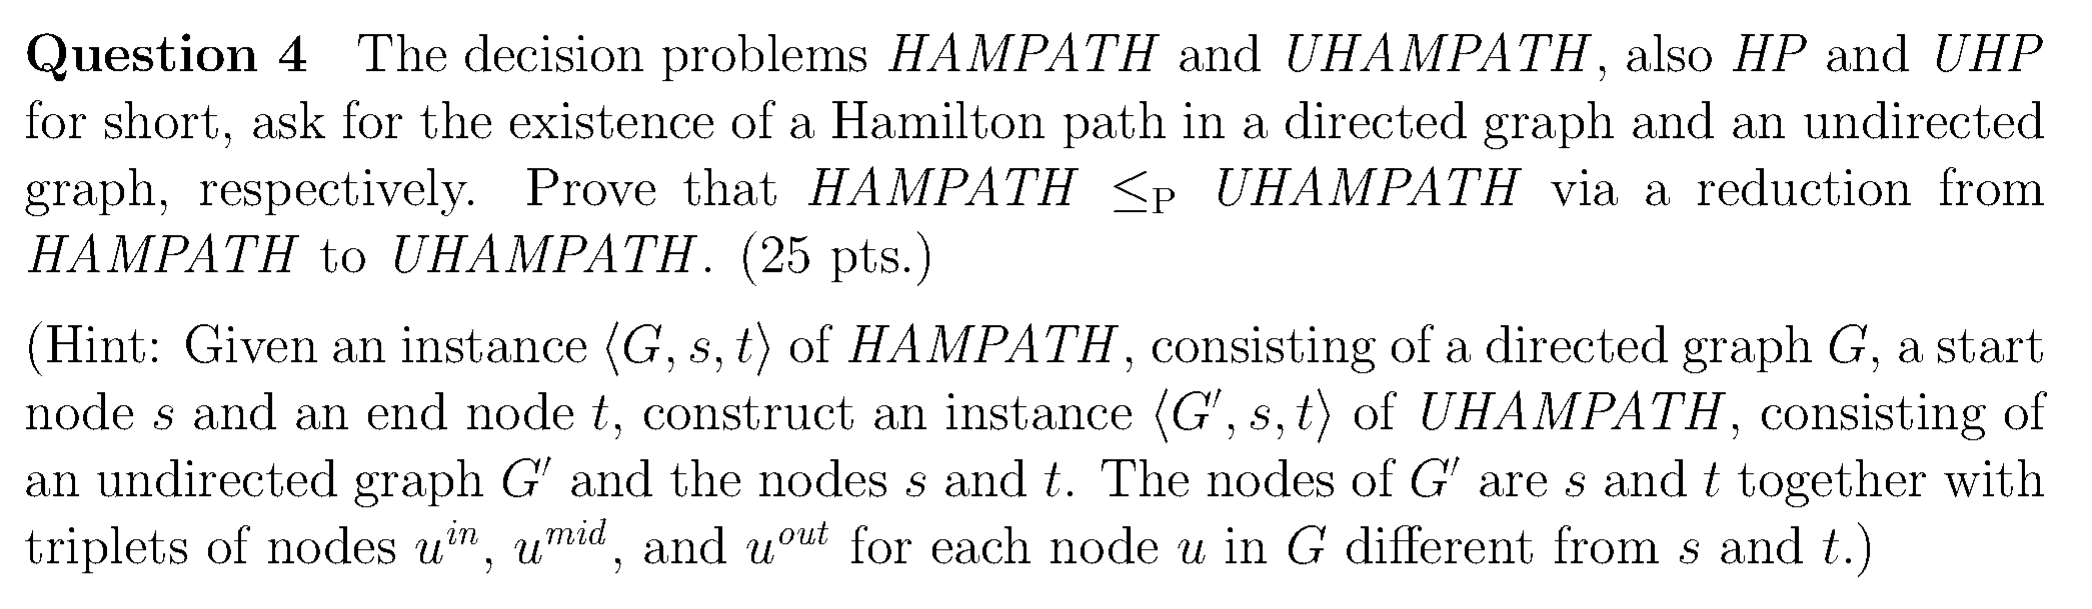 Question 4 The decision problems HAMPATH and UHAMPATH, also HP and UHP
for short, ask for the existence of a Hamilton path in a directed graph and an undirected
graph, respectively. Prove that HAMPATH ≤P UHAMPATH via a reduction from
HAMPATH to UHAMPATH. (25 pts.)
(Hint: Given an instance ⟨G, s, t⟩ of HAMPATH, consisting of a directed graph G, a start
node s and an end node t, construct an instance ⟨G′, s, t⟩ of UHAMPATH, consisting of
an undirected graph G′ and the nodes s and t. The nodes of G′ are s and t together with
triplets of nodes u^in, u^mid, and u^out for each node u in G different from s and t.)